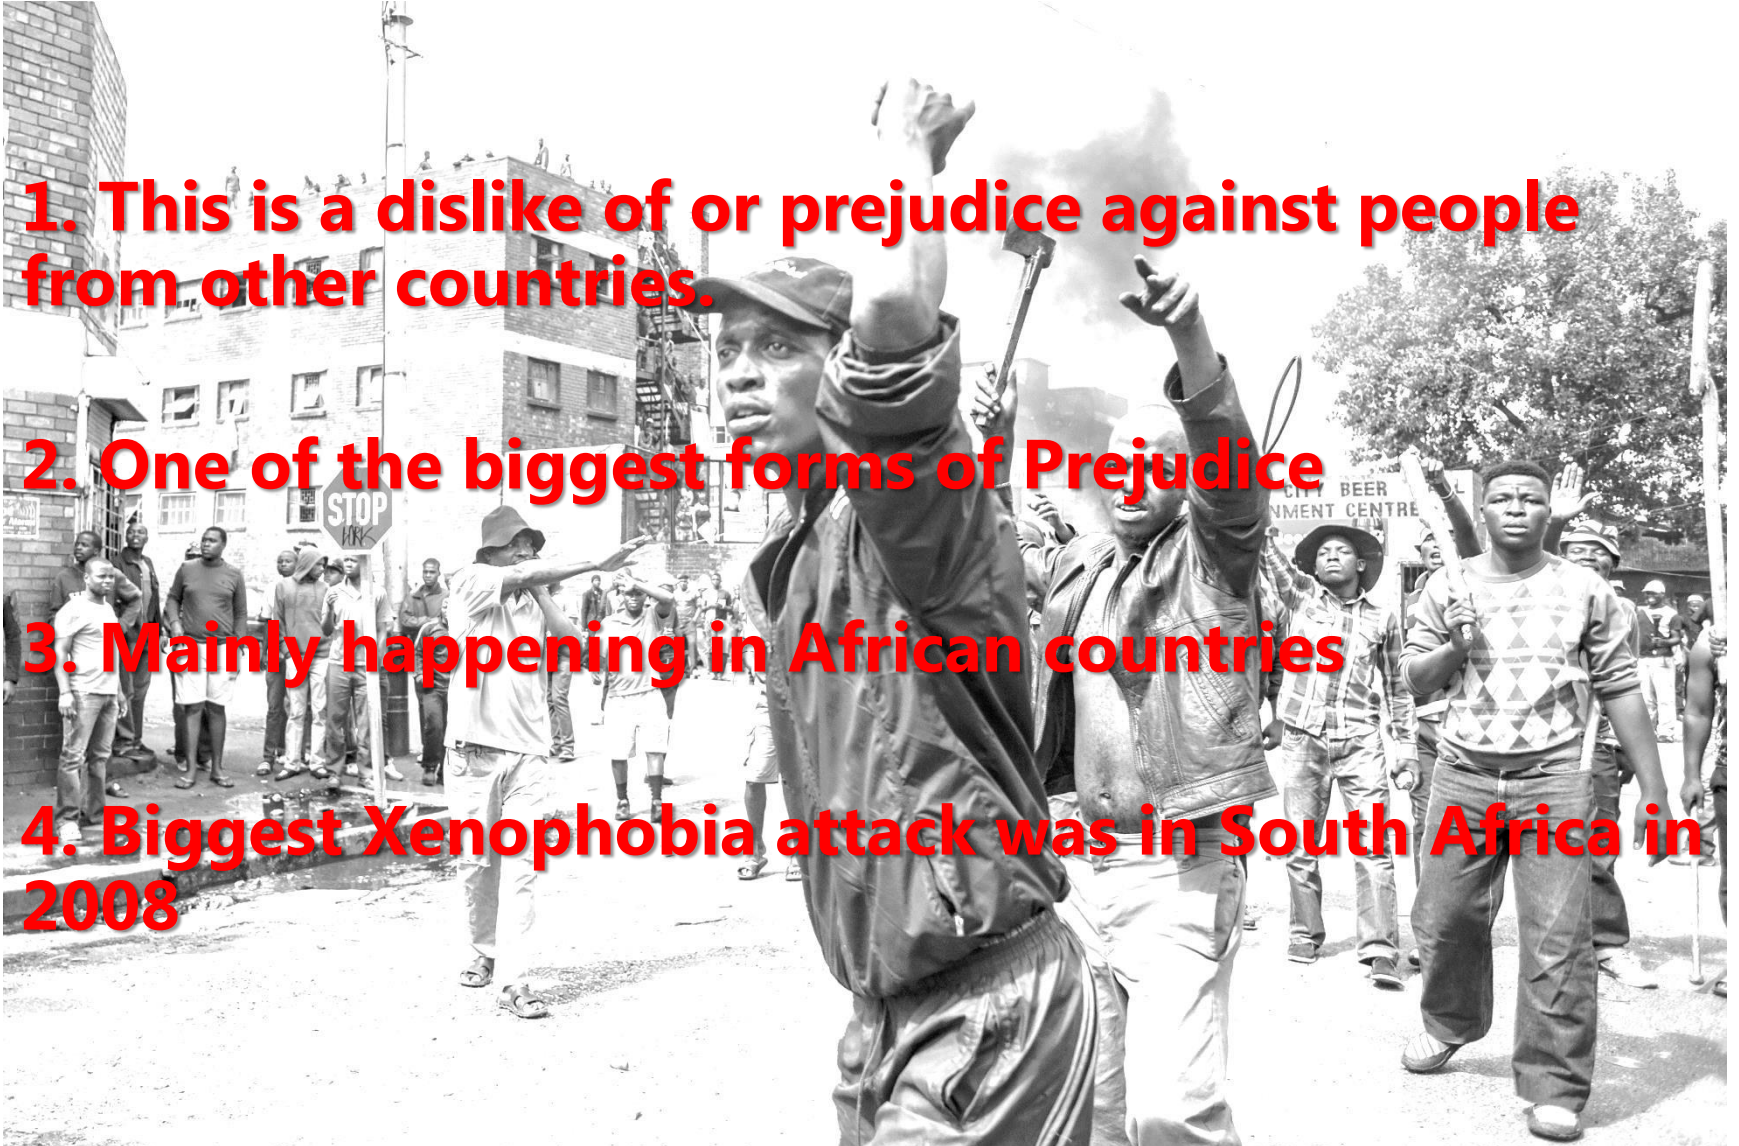 1. This is a dislike of or prejudice against people
from other countries.
2. One of the biggest forms of Prejudice
STOP
CITY BEER
NMENT CENTRE
3. Mainly happening in African countries
4. Biggest Xenophobia attack was in South Africa in
2008